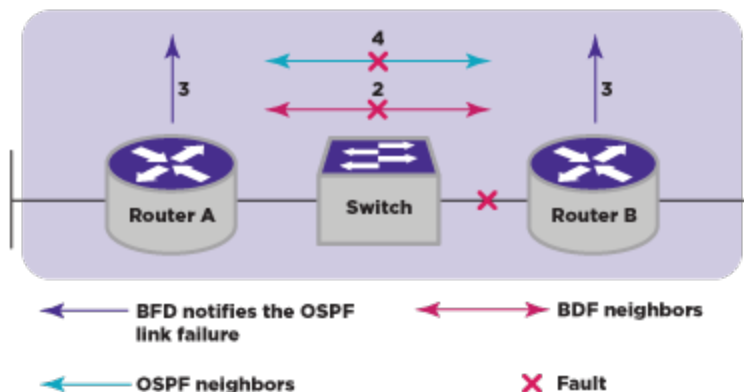 4
3
2
3
Router A
Switch
Router B
BFD notifies the OSPF
link failure
BDF neighbors
OSPF neighbors
Fault